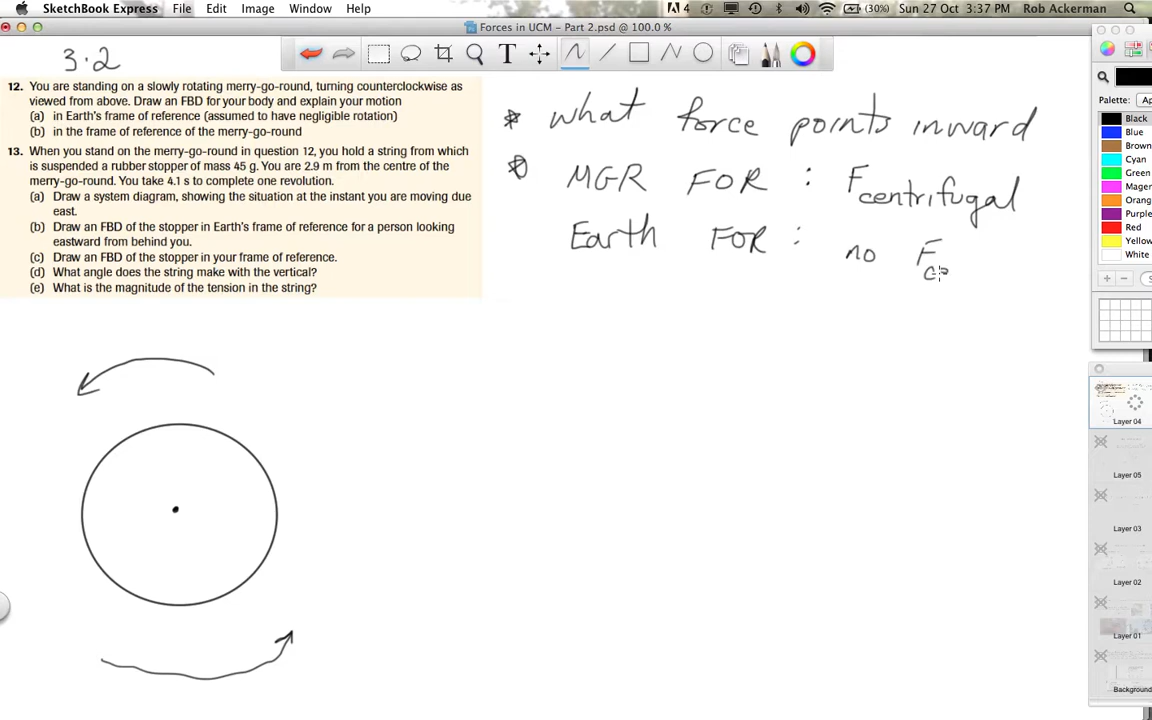 SketchBook Express File Edit Image Window Help 4 (30%) Sun 27 Oct 3:37 PM Rob Ackerman
Forces in UCM – Part 2.psd @ 100.0 %
T
3.2
12. You are standing on a slowly rotating merry-go-round, turning counterclockwise as
viewed from above. Draw an FBD for your body and explain your motion
(a) in Earth's frame of reference (assumed to have negligible rotation)
(b) in the frame of reference of the merry-go-round
13. When you stand on the merry-go-round in question 12, you hold a string from which
is suspended a rubber stopper of mass 45 g. You are 2.9 m from the centre of the
merry-go-round. You take 4.1 s to complete one revolution.
(a) Draw a system diagram, showing the situation at the instant you are moving due
east.
(b) Draw an FBD of the stopper in Earth's frame of reference for a person looking
eastward from behind you.
(c) Draw an FBD of the stopper in your frame of reference.
(d) What angle does the string make with the vertical?
(e) What is the magnitude of the tension in the string?
* what force points inward
* MGR FOR : F centrifugal
Earth FOR : no F
Palette: Ap
Black
Blue
Brown
Cyan
Green
Magen
Orang
Purple
Red
Yellow
White
S
Layer 04
Layer 05
Layer 03
Layer 02
Layer 01
Background